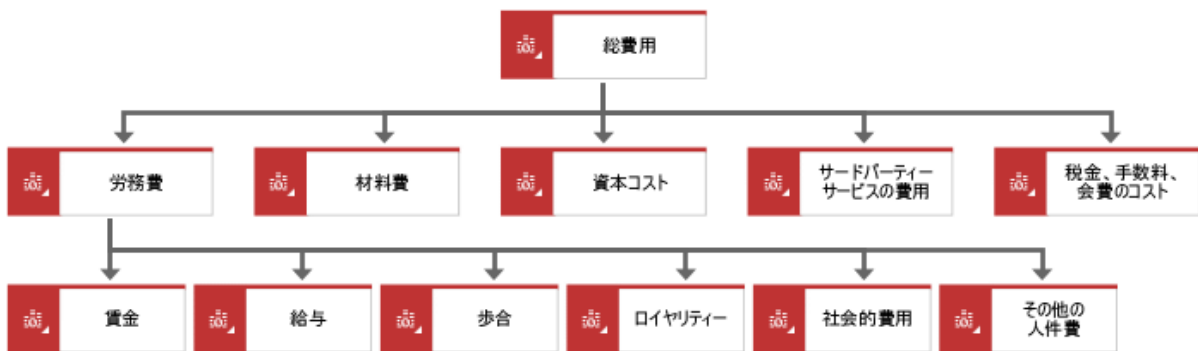 総費用
労務費
材料費
資本コスト
サードパーティー
サービスの費用
税金、手数料、
会費のコスト
賃金
給与
歩合
ロイヤリティー
社会的費用
その他の
人件費